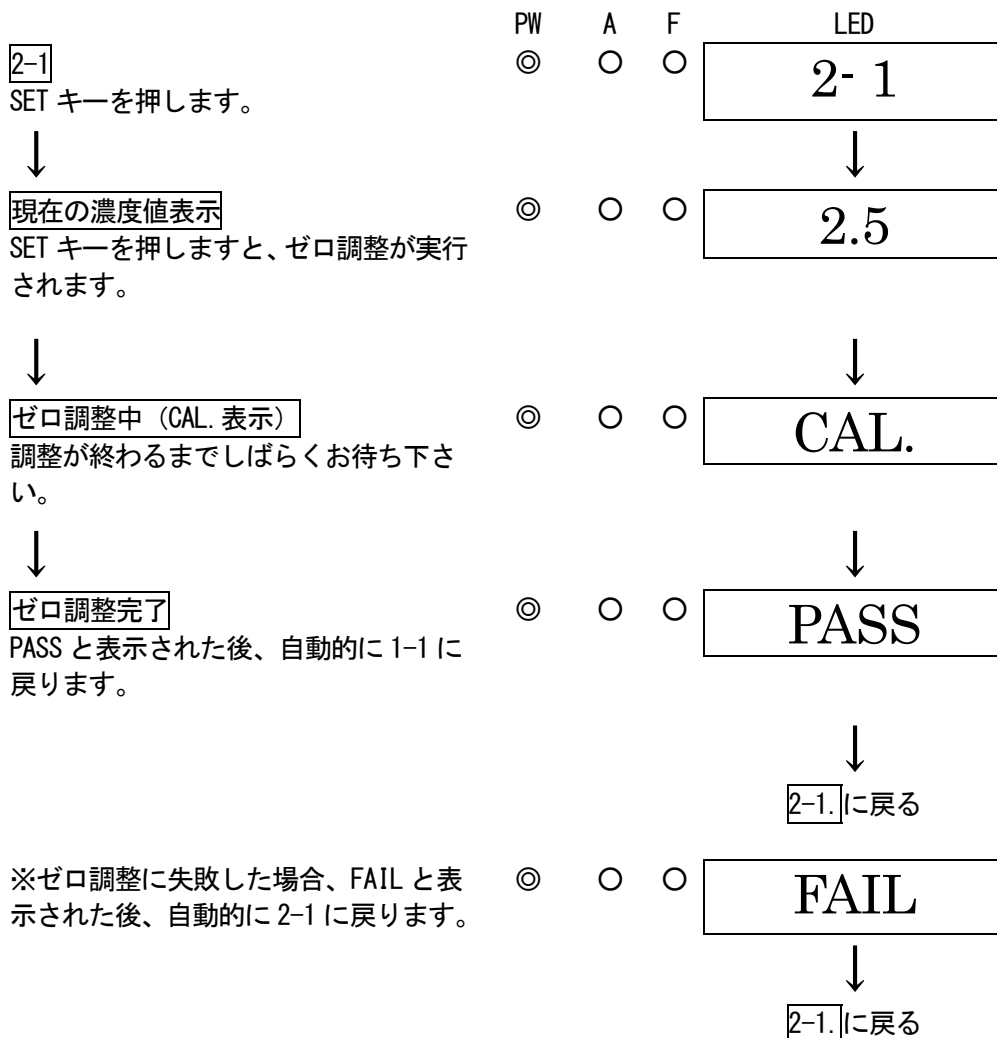 PW A F LED
2-1 ◎ ○ ○ 2- 1
SET キーを押します。
↓ ↓
現在の濃度値表示 ◎ ○ ○ 2.5
SET キーを押しますと、ゼロ調整が実行
されます。
↓ ↓
ゼロ調整中（CAL.表示） ◎ ○ ○ CAL.
調整が終わるまでしばらくお待ち下さ
い。
↓ ↓
ゼロ調整完了 ◎ ○ ○ PASS
PASS と表示された後、自動的に 1-1 に
戻ります。
↓
2-1.に戻る
※ゼロ調整に失敗した場合、FAIL と表 ◎ ○ ○ FAIL
示された後、自動的に 2-1 に戻ります。
↓
2-1.に戻る